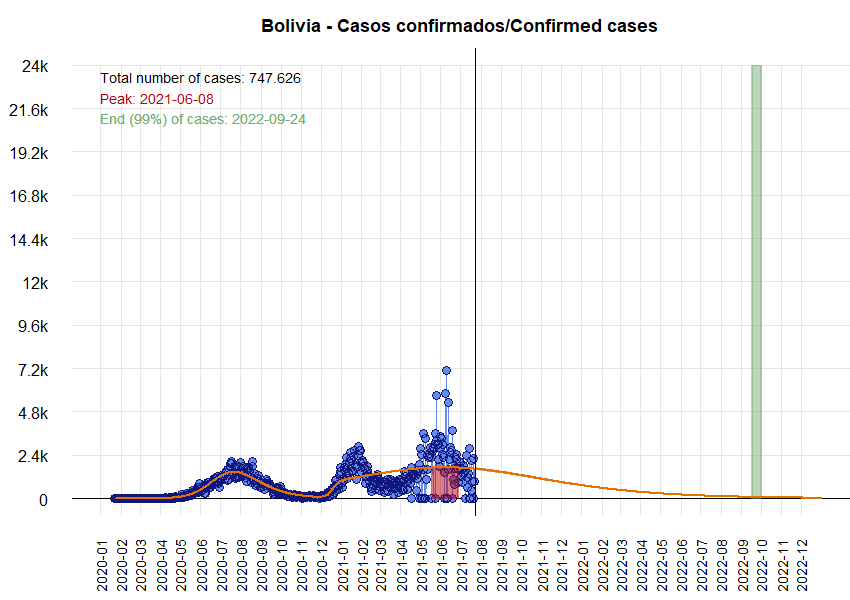 Bolivia - Casos confirmados/Confirmed cases
Total number of cases: 747.626
Peak: 2021-06-08
End (99%) of cases: 2022-09-24
24k
21.6k
19.2k
16.8k
14.4k
12k
9.6k
7.2k
4.8k
2.4k
0
2020-01
2020-02
2020-03
2020-04
2020-05
2020-06
2020-07
2020-08
2020-09
2020-10
2020-11
2020-12
2021-01
2021-02
2021-03
2021-04
2021-05
2021-06
2021-07
2021-08
2021-09
2021-10
2021-11
2021-12
2022-01
2022-02
2022-03
2022-04
2022-05
2022-06
2022-07
2022-08
2022-09
2022-10
2022-11
2022-12